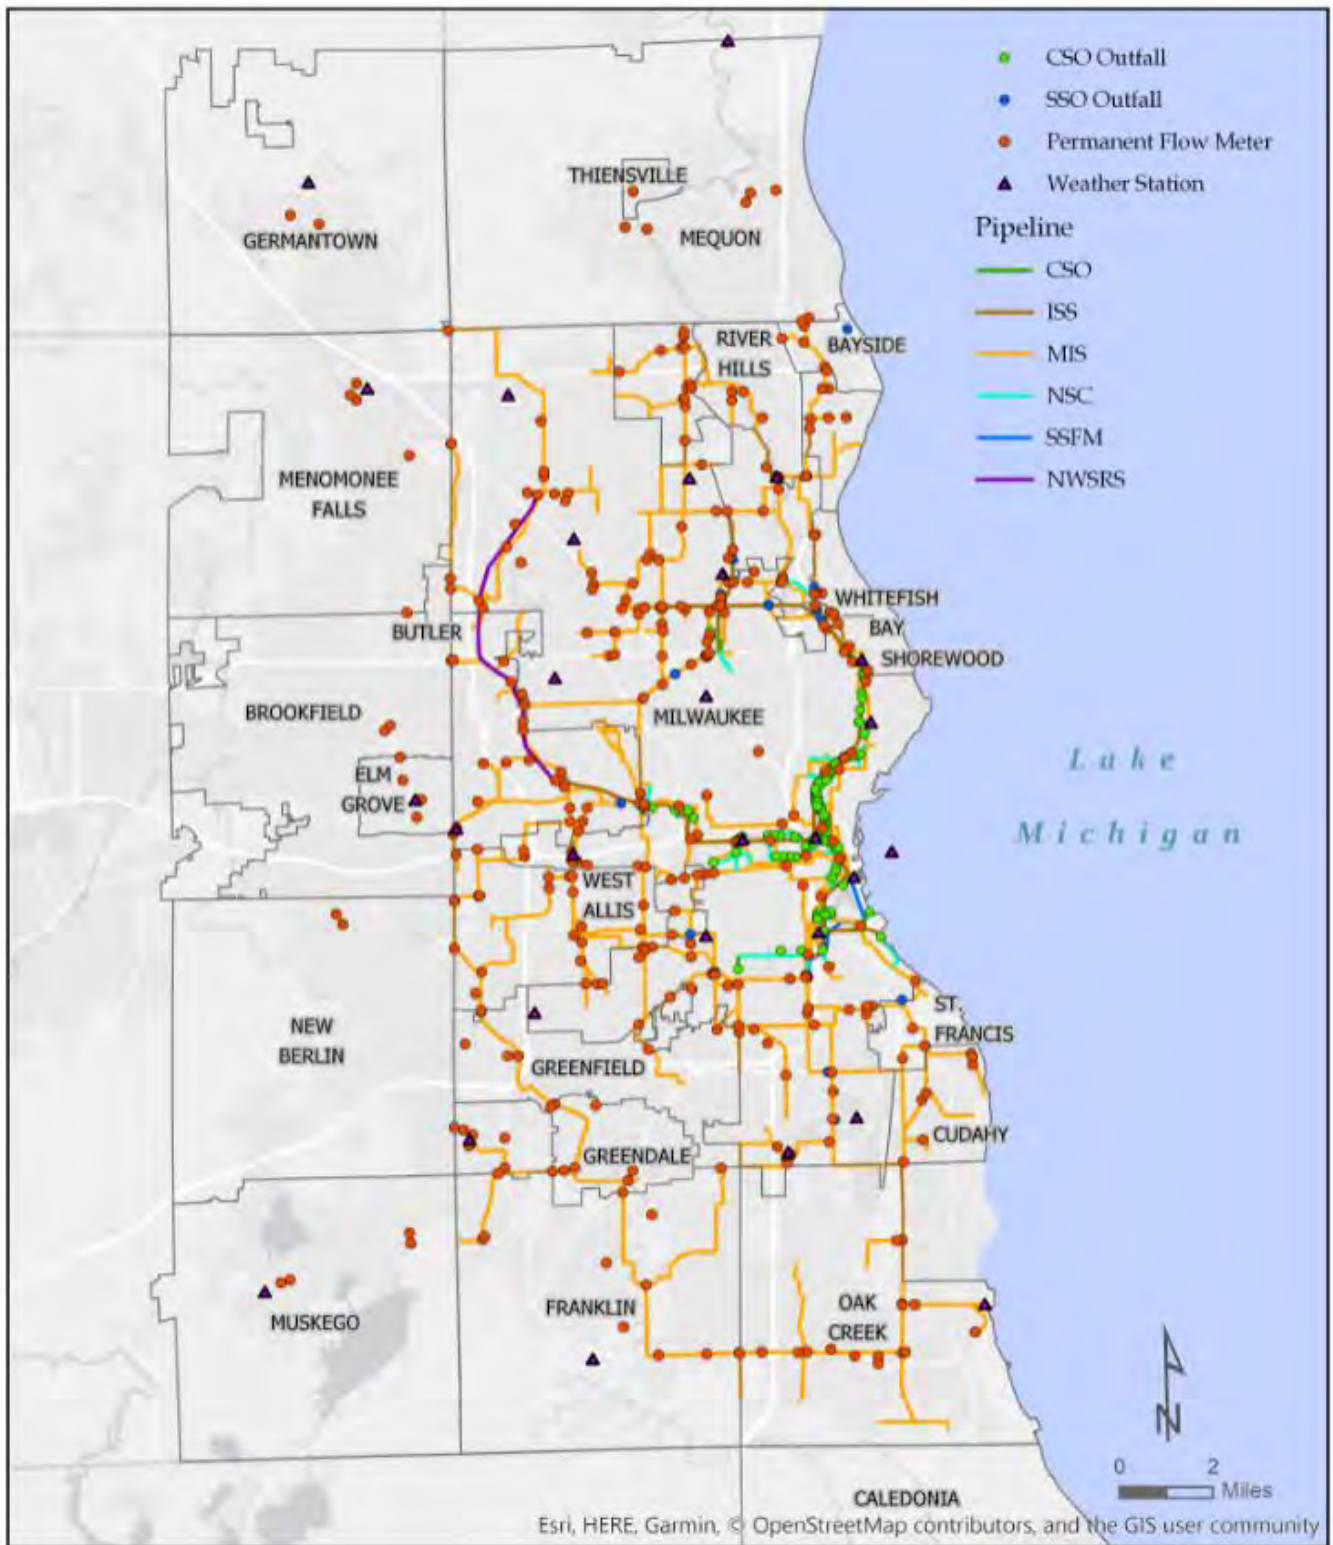 CSO Outfall
SSO Outfall
Permanent Flow Meter
Weather Station
Pipeline
CSO
ISS
MIS
NSC
SSFM
NWSRS
THIENSVILLE
GERMANTOWN
MEQUON
RIVER
HILLS
BAYSIDE
MENOMONEE
FALLS
WHITEFISH
BAY
BUTLER
SHOREWOOD
BROOKFIELD
MILWAUKEE
ELM
GROVE
Lake
Michigan
WEST
ALLIS
NEW
BERLIN
ST.
FRANCIS
GREENFIELD
CUDAHY
GREENDALE
MUSKEGO
FRANKLIN
OAK
CREEK
N
0 2
Miles
CALEDONIA
Esri, HERE, Garmin, © OpenStreetMap contributors, and the GIS user community